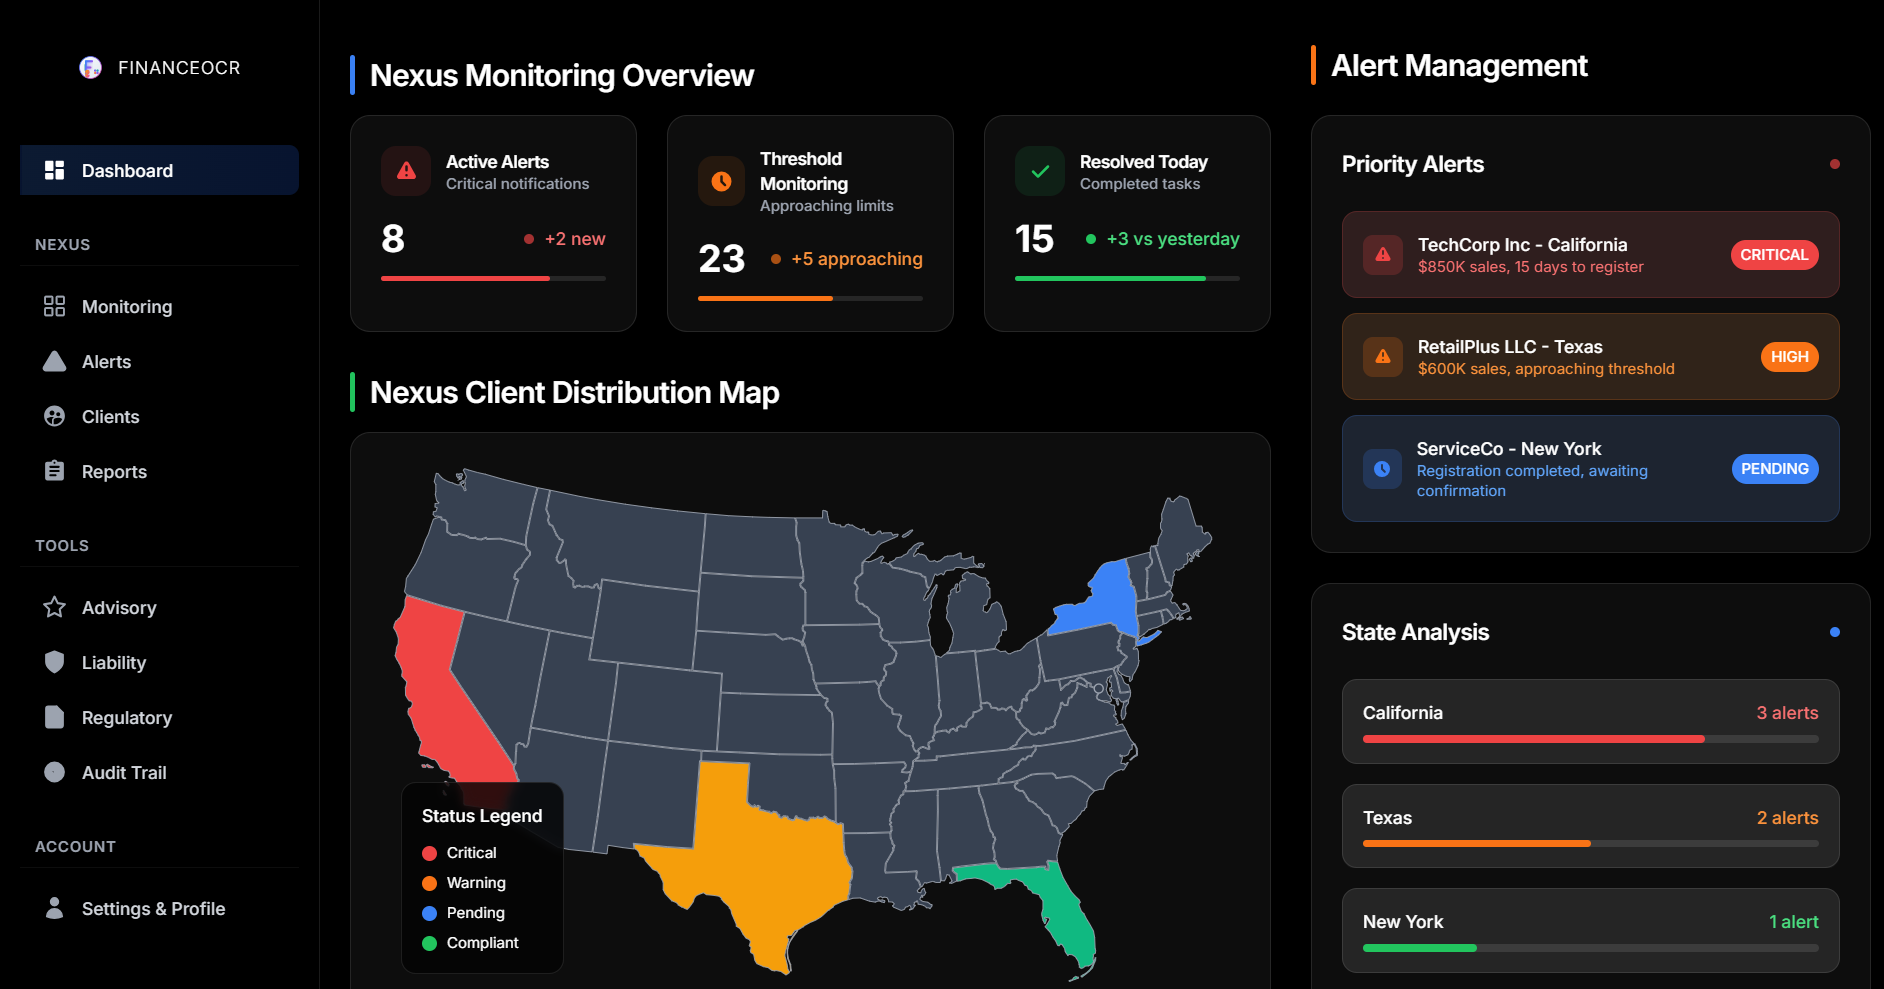 FINANCEOCR
Dashboard
NEXUS
Monitoring
Alerts
Clients
Reports
TOOLS
Advisory
Liability
Regulatory
Audit Trail
ACCOUNT
Settings & Profile
Nexus Monitoring Overview
Active Alerts
Critical notifications
8
+2 new
Threshold
Monitoring
Approaching limits
23
+5 approaching
Resolved Today
Completed tasks
15
+3 vs yesterday
Nexus Client Distribution Map
Status Legend
Critical
Warning
Pending
Compliant
Alert Management
Priority Alerts
TechCorp Inc - California
$850K sales, 15 days to register
CRITICAL
RetailPlus LLC - Texas
$600K sales, approaching threshold
HIGH
ServiceCo - New York
Registration completed, awaiting
confirmation
PENDING
State Analysis
California
3 alerts
Texas
2 alerts
New York
1 alert